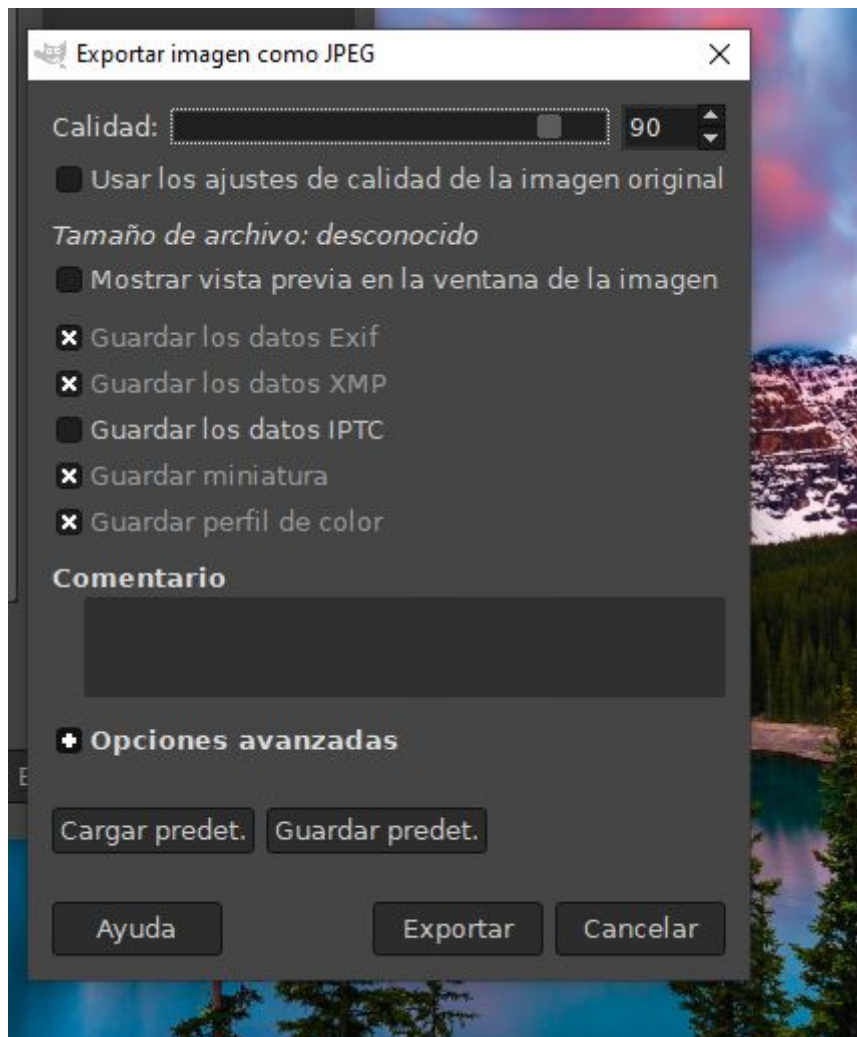 Exportar imagen como JPEG
Calidad: 90
Usar los ajustes de calidad de la imagen original
Tamaño de archivo: desconocido
Mostrar vista previa en la ventana de la imagen
Guardar los datos Exif
Guardar los datos XMP
Guardar los datos IPTC
Guardar miniatura
Guardar perfil de color
Comentario
Opciones avanzadas
Cargar predet. Guardar predet.
Ayuda Exportar Cancelar